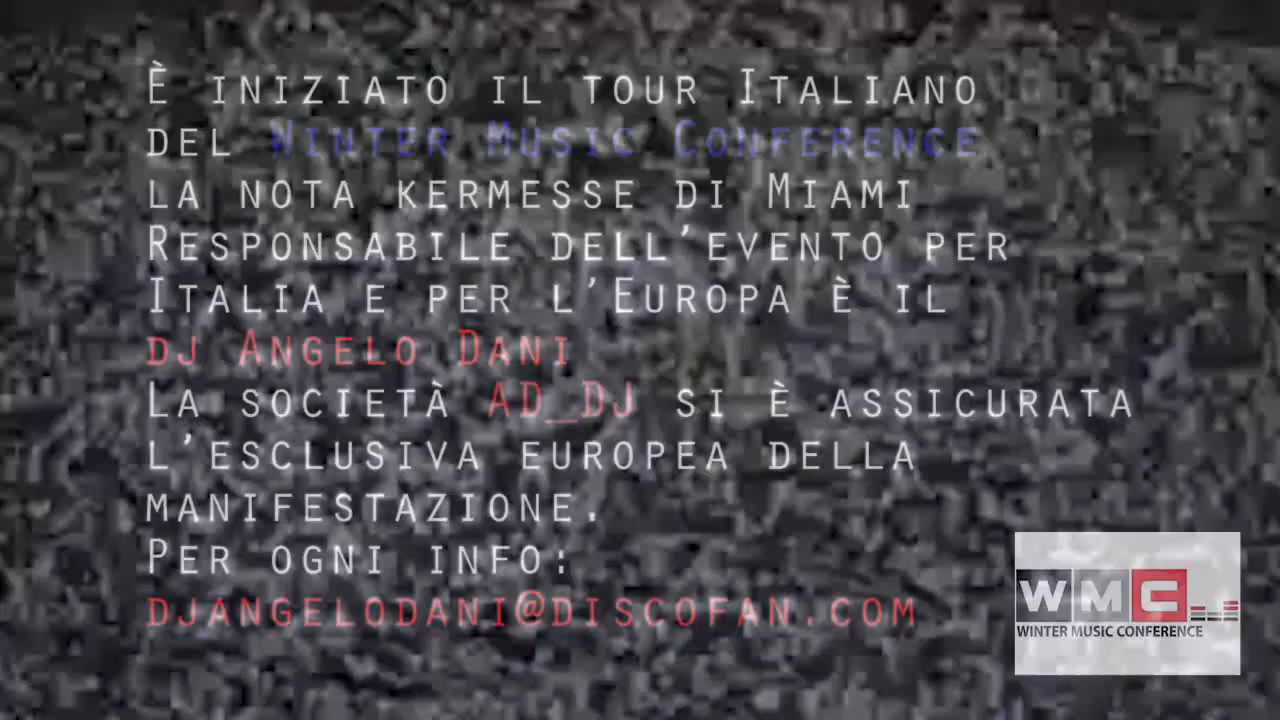 È INIZIATO IL TOUR ITALIANO
DEL WINTER MUSIC CONFERENCE
LA NOTA KERMESSE DI MIAMI
RESPONSABILE DELL'EVENTO PER
ITALIA E PER L'EUROPA È IL
DJ ANGELO DANI
LA SOCIETÀ AD_DJ SI È ASSICURATA
L'ESCLUSIVA EUROPEA DELLA
MANIFESTAZIONE.
PER OGNI INFO:
DJANGELODANI@DISCOFAN.COM
WMC
WINTER MUSIC CONFERENCE